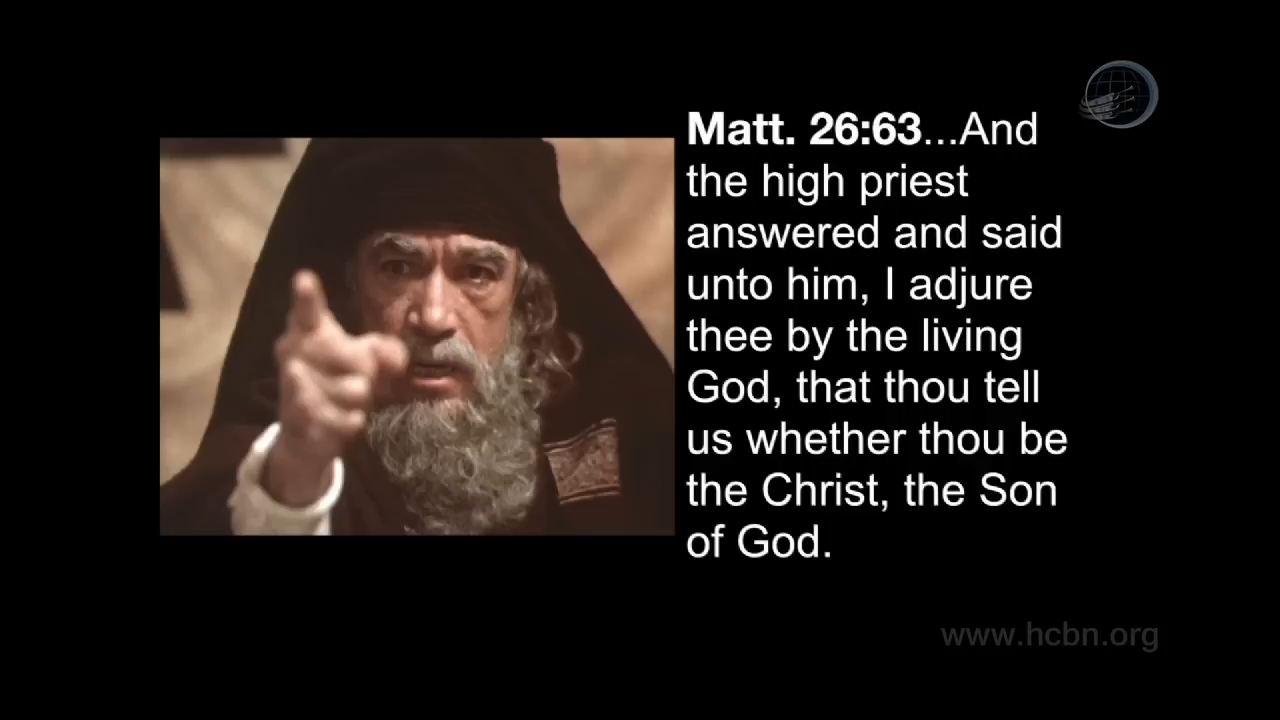 Matt. 26:63...And
the high priest
answered and said
unto him, I adjure
thee by the living
God, that thou tell
us whether thou be
the Christ, the Son
of God.
www.hcbn.org